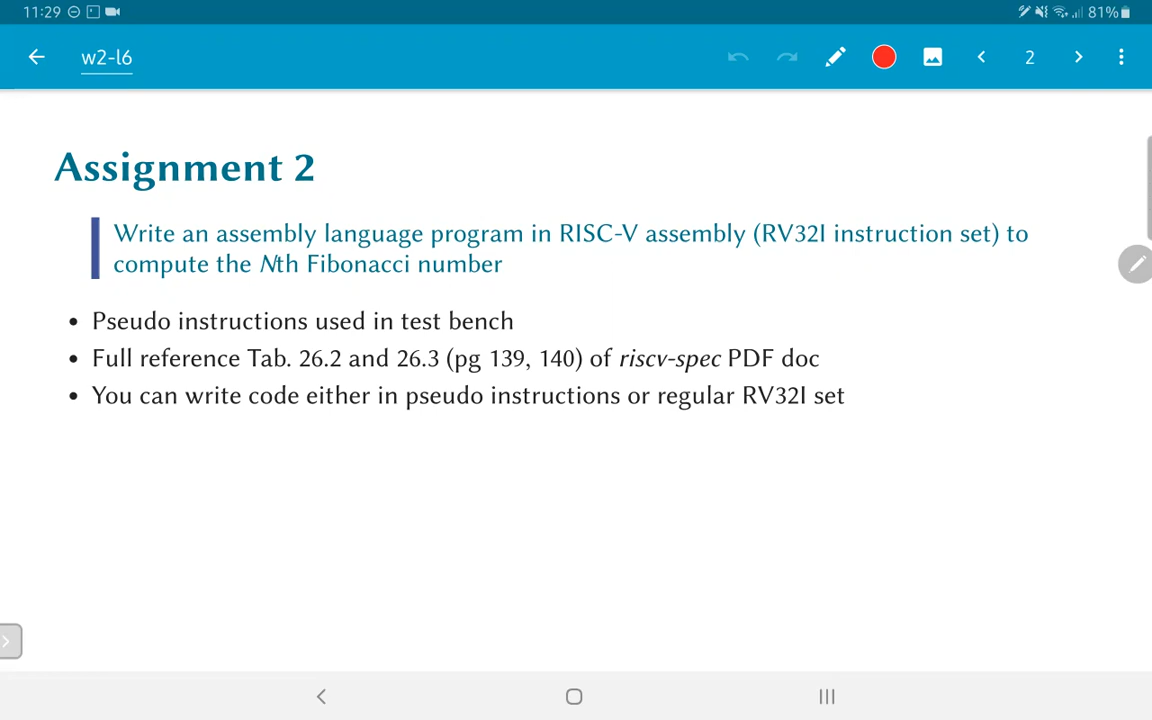 11:29 81%
w2-l6 2
Assignment 2
Write an assembly language program in RISC-V assembly (RV32I instruction set) to
compute the Nth Fibonacci number
• Pseudo instructions used in test bench
• Full reference Tab. 26.2 and 26.3 (pg 139, 140) of riscv-spec PDF doc
• You can write code either in pseudo instructions or regular RV32I set